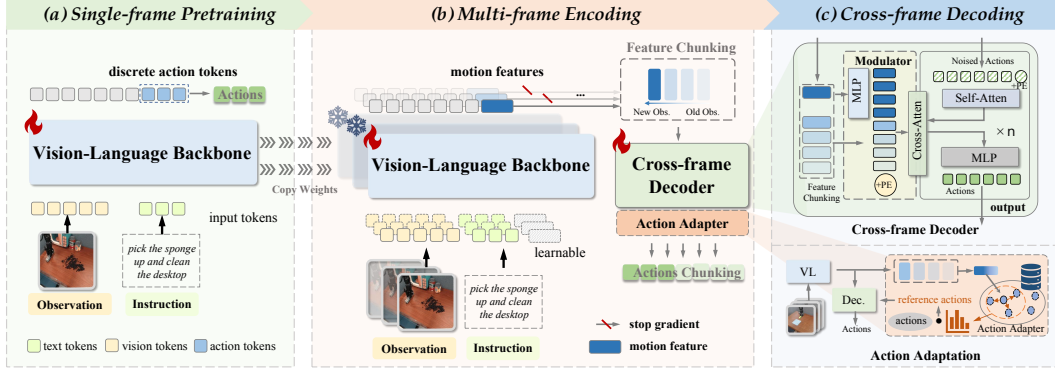 (a) Single-frame Pretraining
discrete action tokens
Actions
Vision-Language Backbone
input tokens
pick the sponge
up and clean
the desktop
Observation
Instruction
text tokens
vision tokens
action tokens
(b) Multi-frame Encoding
motion features
...
Feature Chunking
New Obs.
Old Obs.
Copy Weights
Vision-Language Backbone
Cross-frame
Decoder
Action Adapter
learnable
Actions Chunking
pick the sponge
up and clean
the desktop
Observation
Instruction
stop gradient
motion feature
(c) Cross-frame Decoding
Modulator
Noised Actions
+PE
MLP
Self-Atten
Cross-Atten
× n
MLP
Feature
Chunking
+PE
Actions
output
Cross-frame Decoder
VL
Dec.
Actions
reference actions
actions
Action Adapter
Action Adaptation